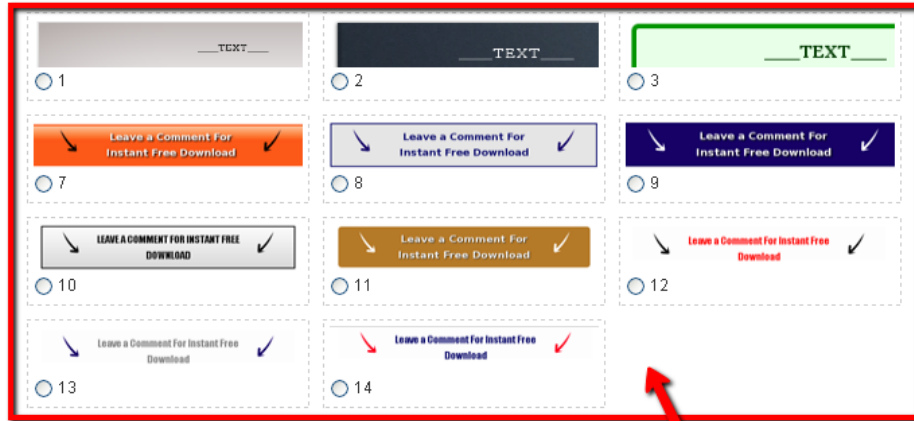 ___TEXT___
1
____TEXT____
2
____TEXT____
3
Leave a Comment For
Instant Free Download
7
Leave a Comment For
Instant Free Download
8
Leave a Comment For
Instant Free Download
9
LEAVE A COMMENT FOR INSTANT FREE
DOWNLOAD
10
Leave a Comment For
Instant Free Download
11
Leave a Comment For Instant Free
Download
12
Leave a Comment For Instant Free
Download
13
Leave a Comment For Instant Free
Download
14